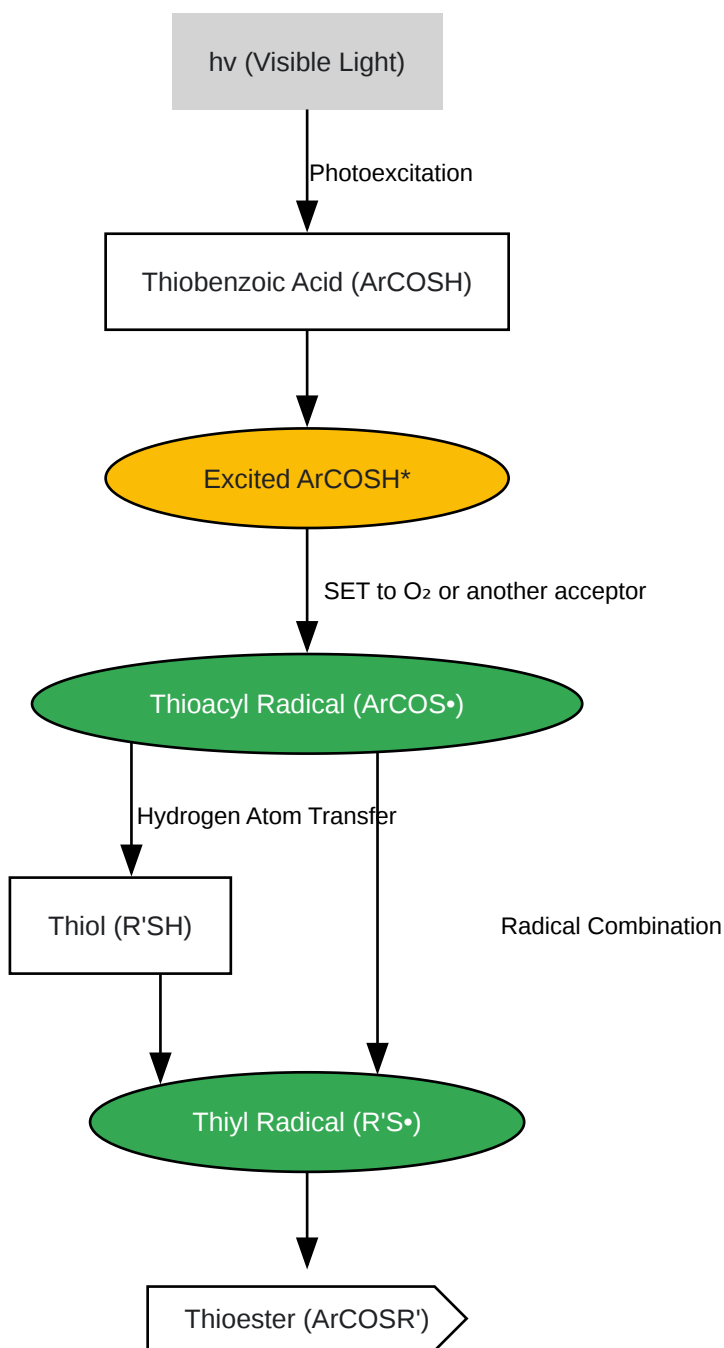 hv (Visible Light)
Photoexcitation
Thiobenzoic Acid (ArCOSH)
Excited ArCOSH*
SET to O₂ or another acceptor
Thioacyl Radical (ArCOS•)
Hydrogen Atom Transfer
Thiol (R'SH)
Radical Combination
Thiyl Radical (R'S•)
Thioester (ArCOSR')